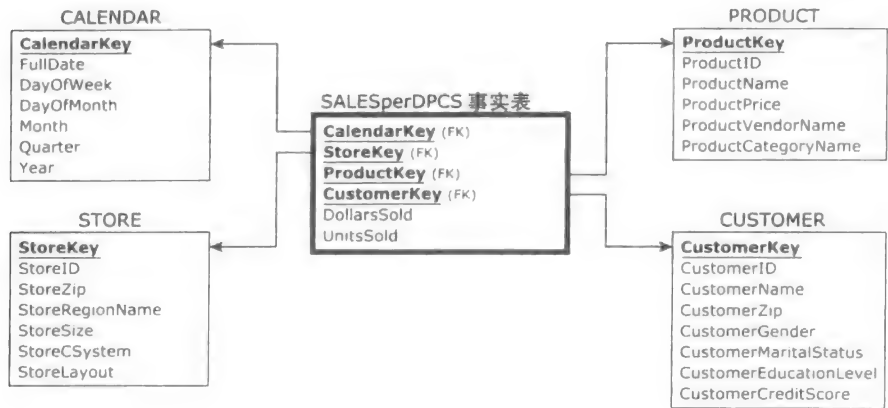 CALENDAR
CalendarKey
FullDate
DayOfWeek
DayOfMonth
Month
Quarter
Year
PRODUCT
ProductKey
ProductID
ProductName
ProductPrice
ProductVendorName
ProductCategoryName
SALESperDPCS 事实表
CalendarKey (FK)
StoreKey (FK)
ProductKey (FK)
CustomerKey (FK)
DollarsSold
UnitsSold
STORE
StoreKey
StoreID
StoreZip
StoreRegionName
StoreSize
StoreCSystem
StoreLayout
CUSTOMER
CustomerKey
CustomerID
CustomerName
CustomerZip
CustomerGender
CustomerMaritalStatus
CustomerEducationLevel
CustomerCreditScore